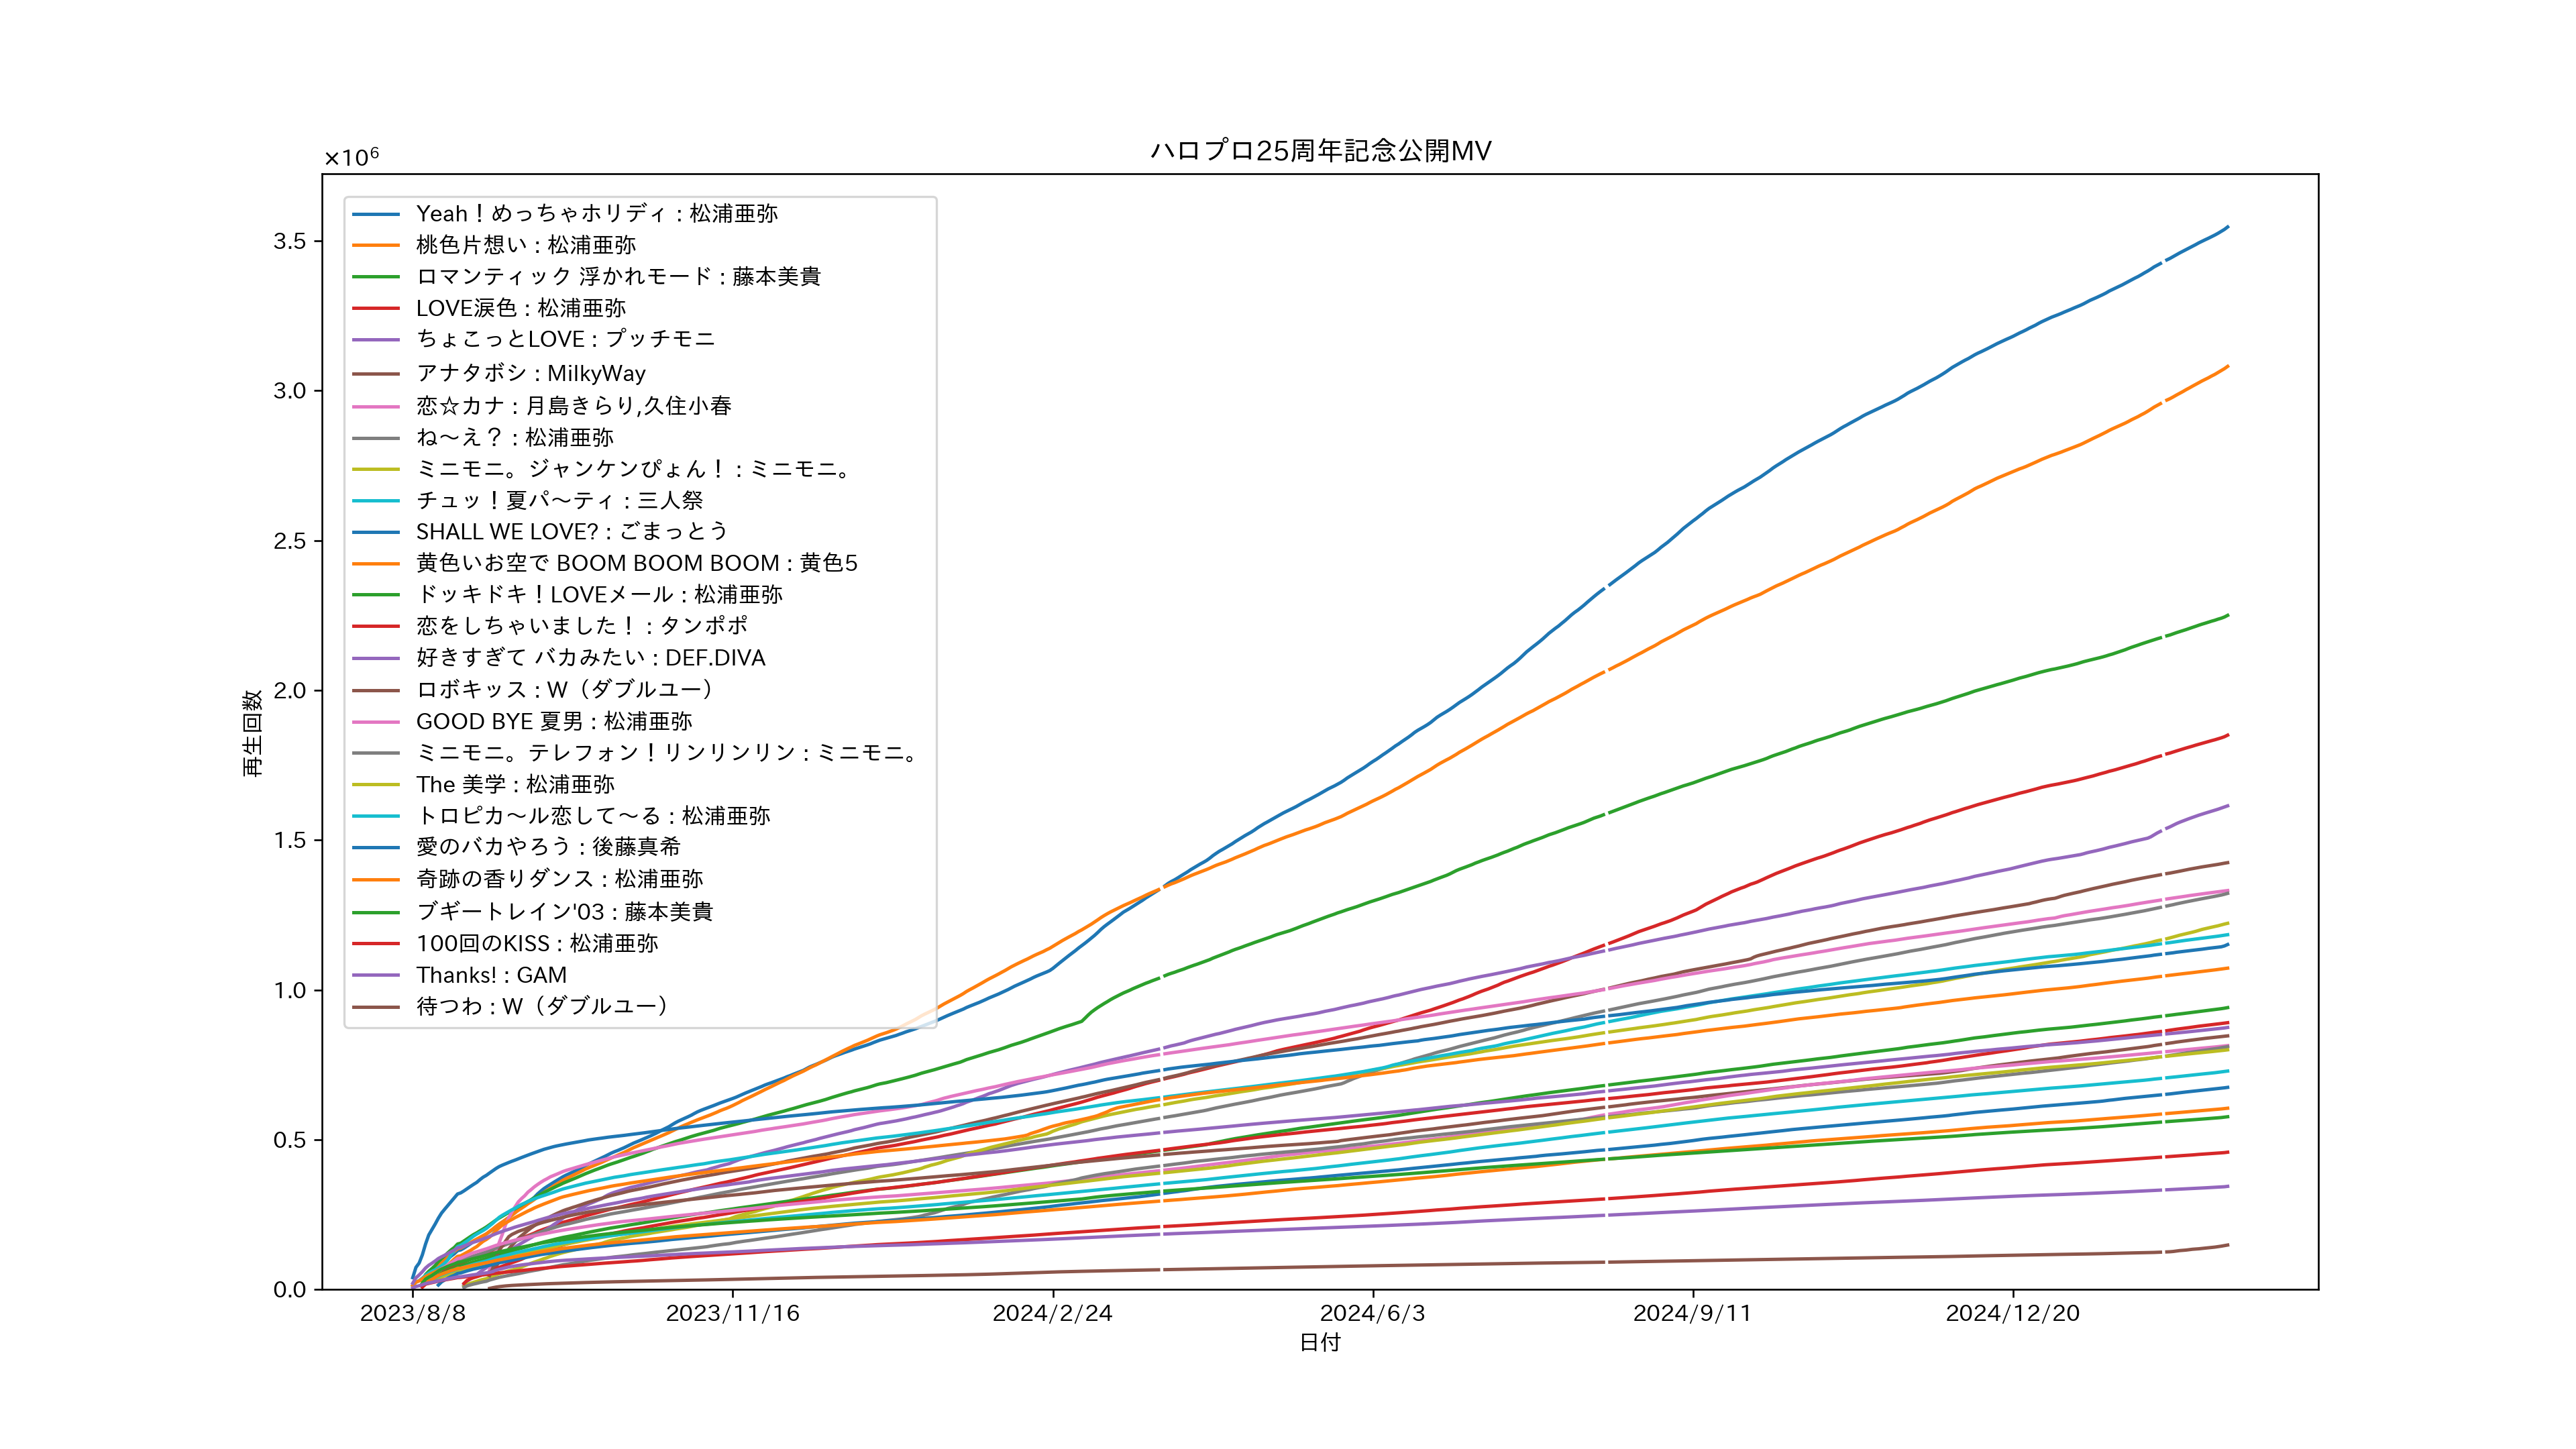 ハロプロ25周年記念公開MV
×10⁶
3.5
3.0
2.5
2.0
1.5
1.0
0.5
0.0
再生回数
Yeah！めっちゃホリディ : 松浦亜弥
桃色片想い : 松浦亜弥
ロマンティック 浮かれモード : 藤本美貴
LOVE涙色 : 松浦亜弥
ちょこっとLOVE : プッチモニ
アナタボシ : MilkyWay
恋☆カナ : 月島きらり,久住小春
ね〜え？ : 松浦亜弥
ミニモニ。ジャンケンぴょん！ : ミニモニ。
チュッ！夏パ〜ティ : 三人祭
SHALL WE LOVE? : ごまっとう
黄色いお空で BOOM BOOM BOOM : 黄色5
ドッキドキ！LOVEメール : 松浦亜弥
恋をしちゃいました！ : タンポポ
好きすぎて バカみたい : DEF.DIVA
ロボキッス : W（ダブルユー）
GOOD BYE 夏男 : 松浦亜弥
ミニモニ。テレフォン！リンリンリン : ミニモニ。
The 美学 : 松浦亜弥
トロピカ〜ル恋して〜る : 松浦亜弥
愛のバカやろう : 後藤真希
奇跡の香りダンス : 松浦亜弥
ブギートレイン'03 : 藤本美貴
100回のKISS : 松浦亜弥
Thanks! : GAM
待つわ : W（ダブルユー）
2023/8/8
2023/11/16
2024/2/24
2024/6/3
2024/9/11
2024/12/20
日付